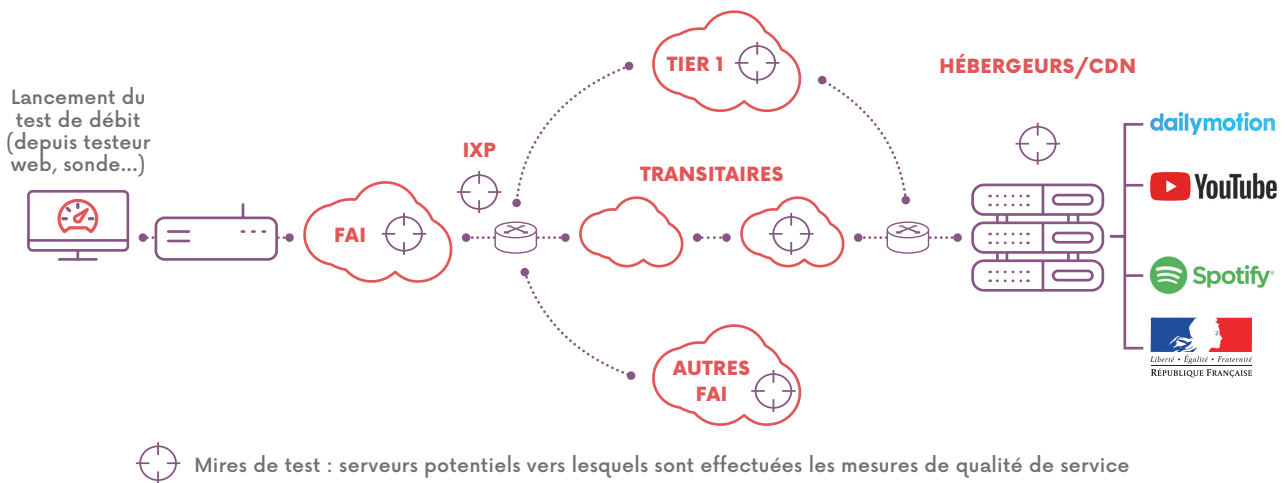 Lancement du
test de débit
(depuis testeur
web, sonde...)
FAI
IXP
TIER 1
TRANSITAIRES
AUTRES
FAI
HÉBERGEURS/CDN
dailymotion
YouTube
Spotify®
Liberté • Égalité • Fraternité
RÉPUBLIQUE FRANÇAISE
Mires de test : serveurs potentiels vers lesquels sont effectuées les mesures de qualité de service